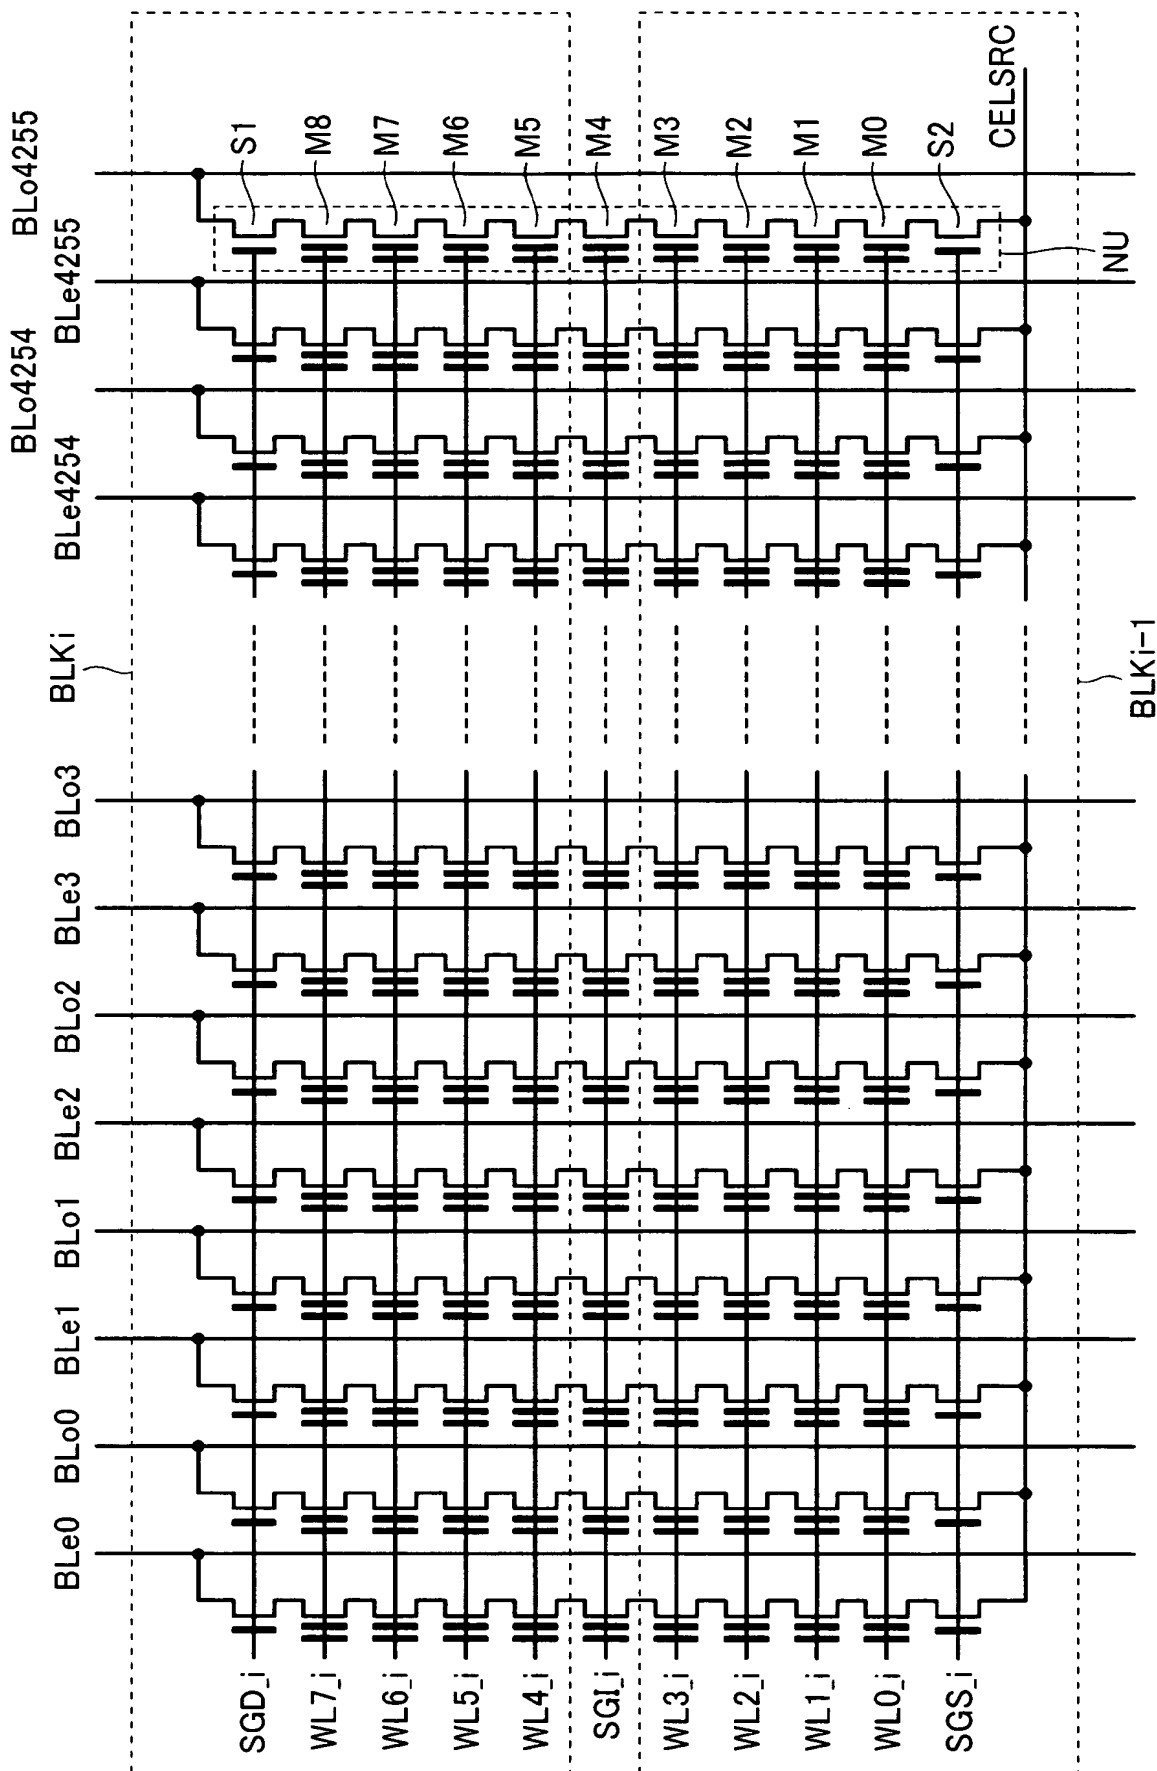 BLe0
BLo0
BLe1
BLo1
BLe2
BLo2
BLe3
BLo3
BLKi
BLe4254
BLo4254
BLe4255
BLo4255
SGD_i
WL7_i
WL6_i
WL5_i
WL4_i
SGI_i
WL3_i
WL2_i
WL1_i
WL0_i
SGS_i
S1
M8
M7
M6
M5
M4
M3
M2
M1
M0
S2
CELSRC
NU
BLKi-1